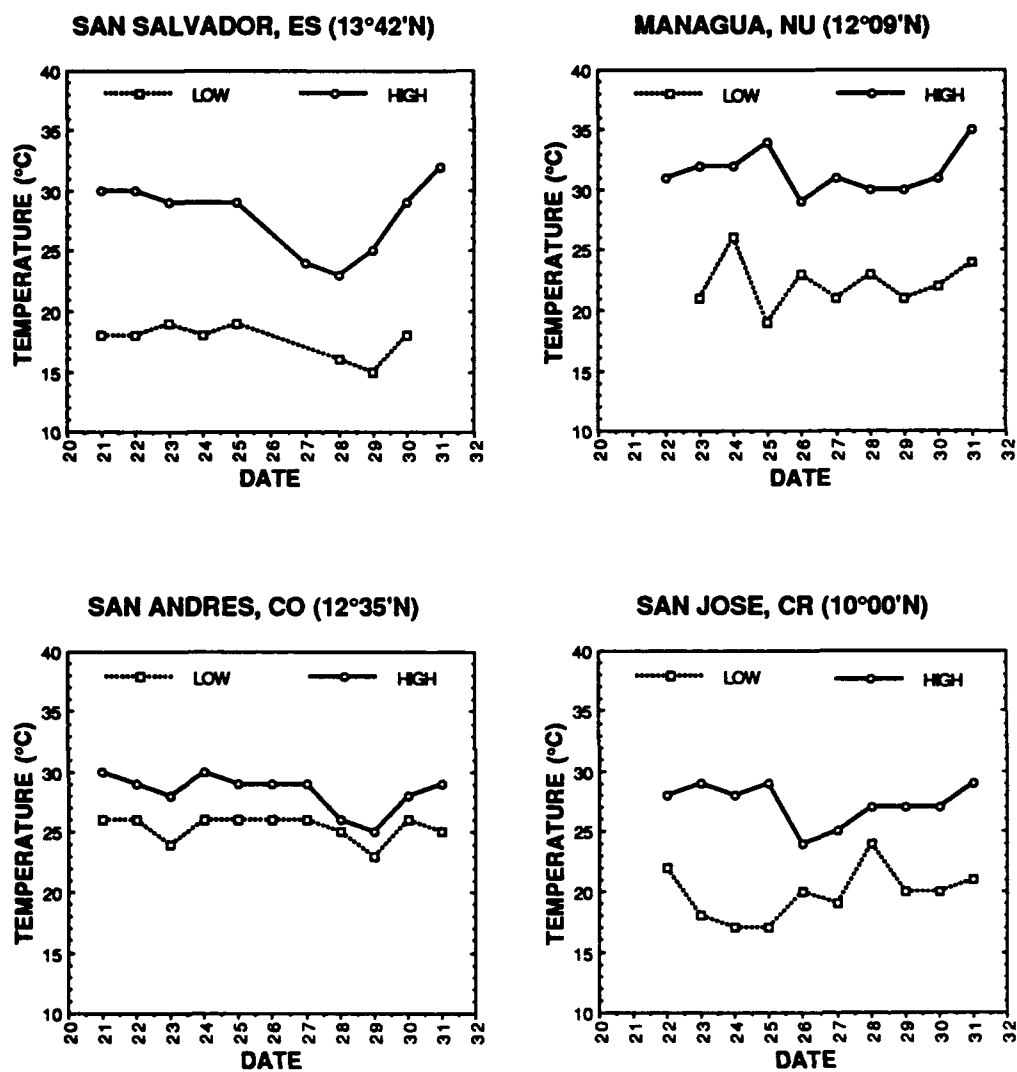 SAN SALVADOR, ES (13°42'N)
40
35
30
25
20
15
10
TEMPERATURE (°C)
LOW
HIGH
20 21 22 23 24 25 26 27 28 29 30 31 32
DATE
MANAGUA, NU (12°09'N)
40
35
30
25
20
15
10
TEMPERATURE (°C)
LOW
HIGH
20 21 22 23 24 25 26 27 28 29 30 31 32
DATE
SAN ANDRES, CO (12°35'N)
40
35
30
25
20
15
10
TEMPERATURE (°C)
LOW
HIGH
20 21 22 23 24 25 26 27 28 29 30 31 32
DATE
SAN JOSE, CR (10°00'N)
40
35
30
25
20
15
10
TEMPERATURE (°C)
LOW
HIGH
20 21 22 23 24 25 26 27 28 29 30 31 32
DATE